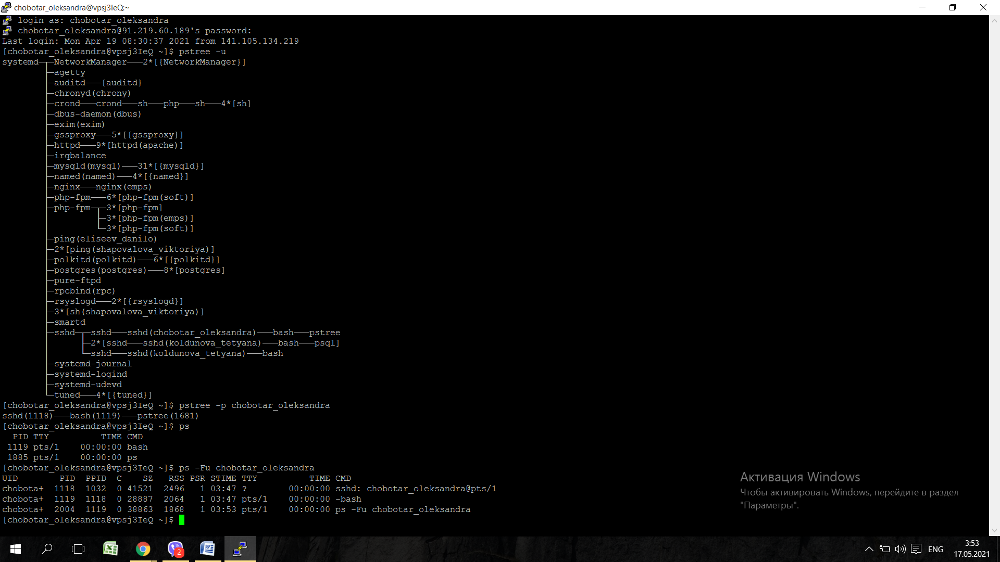 chobotar_oleksandra@vpsj3IeQ:~
login as: chobotar_oleksandra
chobotar_oleksandra@91.219.60.189's password:
Last login: Mon Apr 19 08:30:37 2021 from 141.105.134.219
[chobotar_oleksandra@vpsj3IeQ ~]$ pstree -u
systemd─┬─NetworkManager───2*[{NetworkManager}]
        ├─agetty
        ├─auditd───{auditd}
        ├─chronyd(chrony)
        ├─crond───crond───sh───php───sh───4*[sh]
        ├─dbus-daemon(dbus)
        ├─exim(exim)
        ├─gssproxy───5*[{gssproxy}]
        ├─httpd───9*[httpd(apache)]
        ├─irqbalance
        ├─mysqld(mysql)───31*[{mysqld}]
        ├─named(named)───4*[{named}]
        ├─nginx───nginx(emps)
        ├─php-fpm───6*[php-fpm(soft)]
        ├─php-fpm─┬─3*[php-fpm]
        │         ├─3*[php-fpm(emps)]
        │         └─3*[php-fpm(soft)]
        ├─ping(eliseev_danilo)
        ├─2*[ping(shapovalova_viktoriya)]
        ├─polkitd(polkitd)───6*[{polkitd}]
        ├─postgres(postgres)───8*[postgres]
        ├─pure-ftpd
        ├─rpcbind(rpc)
        ├─rsyslogd───2*[{rsyslogd}]
        ├─3*[sh(shapovalova_viktoriya)]
        ├─smartd
        ├─sshd─┬─sshd───sshd(chobotar_oleksandra)───bash───pstree
        │      ├─2*[sshd───sshd(koldunova_tetyana)───bash───psql]
        │      └─sshd───sshd(koldunova_tetyana)───bash
        ├─systemd-journal
        ├─systemd-logind
        ├─systemd-udevd
        └─tuned───4*[{tuned}]
[chobotar_oleksandra@vpsj3IeQ ~]$ pstree -p chobotar_oleksandra
sshd(1118)───bash(1119)───pstree(1681)
[chobotar_oleksandra@vpsj3IeQ ~]$ ps
  PID TTY          TIME CMD
 1119 pts/1    00:00:00 bash
 1885 pts/1    00:00:00 ps
[chobotar_oleksandra@vpsj3IeQ ~]$ ps -Fu chobotar_oleksandra
UID        PID  PPID  C    SZ   RSS PSR STIME TTY          TIME CMD
chobota+  1118  1032  0 41521  2496   1 03:47 ?        00:00:00 sshd: chobotar_oleksandra@pts/1
chobota+  1119  1118  0 28887  2064   1 03:47 pts/1    00:00:00 -bash
chobota+  2004  1119  0 38863  1868   1 03:53 pts/1    00:00:00 ps -Fu chobotar_oleksandra
[chobotar_oleksandra@vpsj3IeQ ~]$
Активация Windows
Чтобы активировать Windows, перейдите в раздел
"Параметры".
2
ENG
3:53
17.05.2021